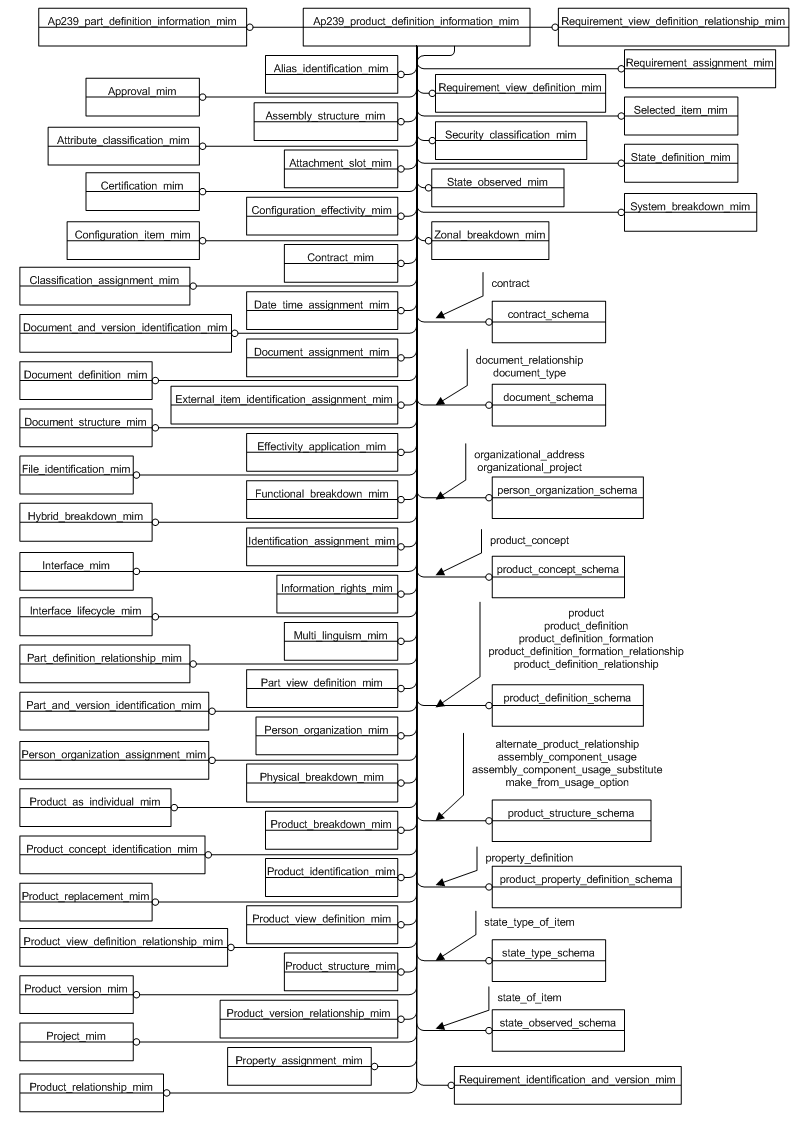 Ap239_part_definition_information_mim
Ap239_product_definition_information_mim
Requirement_view_definition_relationship_mim
Alias_identification_mim
Requirement_assignment_mim
Approval_mim
Requirement_view_definition_mim
Assembly_structure_mim
Selected_item_mim
Attribute_classification_mim
Security_classification_mim
Attachment_slot_mim
State_definition_mim
Certification_mim
State_observed_mim
Configuration_effectivity_mim
System_breakdown_mim
Configuration_item_mim
Zonal_breakdown_mim
Contract_mim
Classification_assignment_mim
contract
Date_time_assignment_mim
contract_schema
Document_and_version_identification_mim
Document_assignment_mim
document_relationship
document_type
Document_definition_mim
External_item_identification_assignment_mim
document_schema
Document_structure_mim
Effectivity_application_mim
organizational_address
organizational_project
File_identification_mim
Functional_breakdown_mim
person_organization_schema
Hybrid_breakdown_mim
Identification_assignment_mim
product_concept
Interface_mim
product_concept_schema
Information_rights_mim
Interface_lifecycle_mim
product
product_definition
product_definition_formation
product_definition_formation_relationship
product_definition_relationship
Multi_linguism_mim
Part_definition_relationship_mim
Part_view_definition_mim
product_definition_schema
Part_and_version_identification_mim
Person_organization_mim
alternate_product_relationship
assembly_component_usage
assembly_component_usage_substitute
make_from_usage_option
Person_organization_assignment_mim
Physical_breakdown_mim
Product_as_individual_mim
product_structure_schema
Product_breakdown_mim
Product_concept_identification_mim
property_definition
Product_identification_mim
product_property_definition_schema
Product_replacement_mim
Product_view_definition_mim
state_type_of_item
Product_view_definition_relationship_mim
state_type_schema
Product_structure_mim
Product_version_mim
state_of_item
Product_version_relationship_mim
state_observed_schema
Project_mim
Property_assignment_mim
Requirement_identification_and_version_mim
Product_relationship_mim